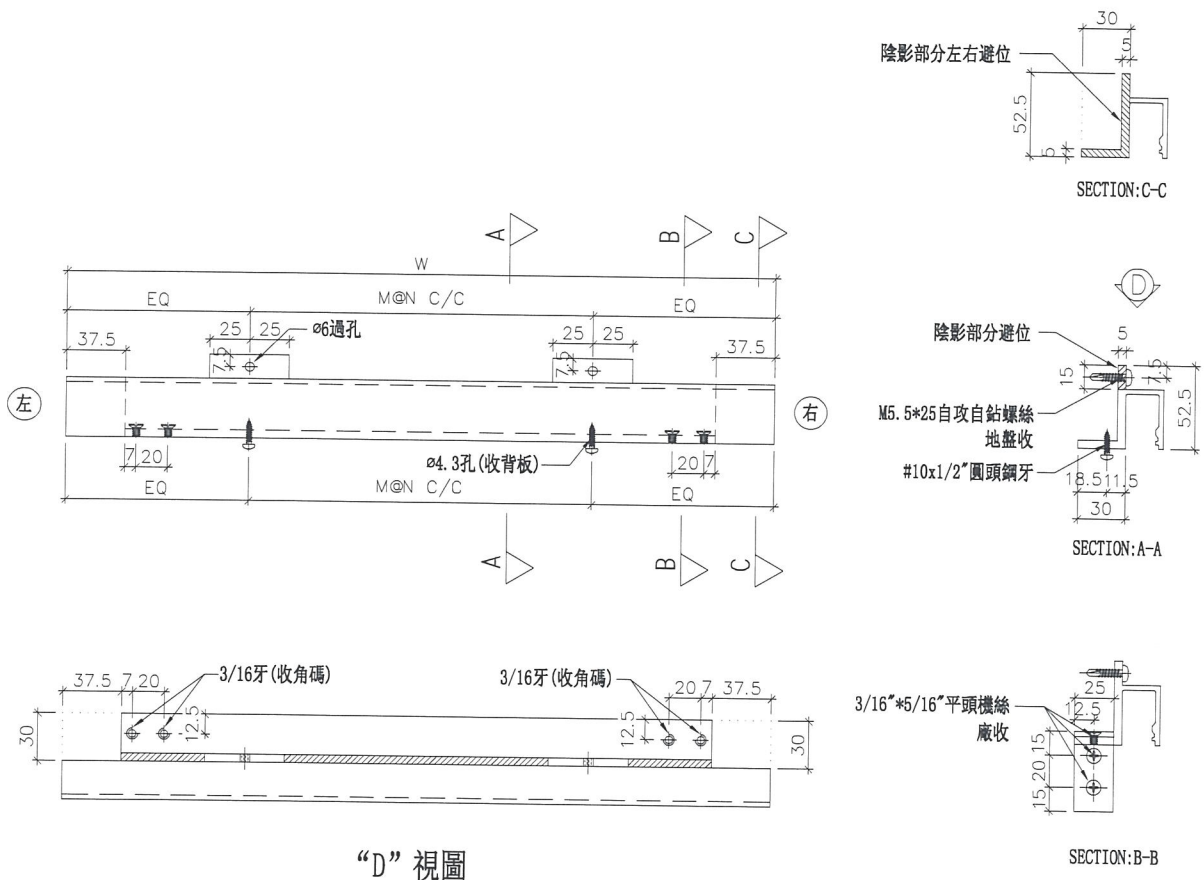 30
5
陰影部分左右避位
52.5
5
SECTION:C-C
A
B
C
W
EQ
M@N C/C
EQ
37.5
25
25
ø6過孔
7.5
25
25
7.5
37.5
左
右
7
20
ø4.3孔(收背板)
20
7
EQ
M@N C/C
EQ
A
B
C
D
陰影部分避位
5
15
7.5
52.5
M5.5*25自攻自鉆螺絲
地盤收
#10x1/2"圓頭鋼牙
18.5
11.5
30
SECTION:A-A
37.5
7
20
3/16牙(收角碼)
3/16牙(收角碼)
20
7
37.5
30
12.5
12.5
30
"D" 視圖
25
12.5
3/16"*5/16"平頭機絲
廠收
15
20
15
SECTION:B-B